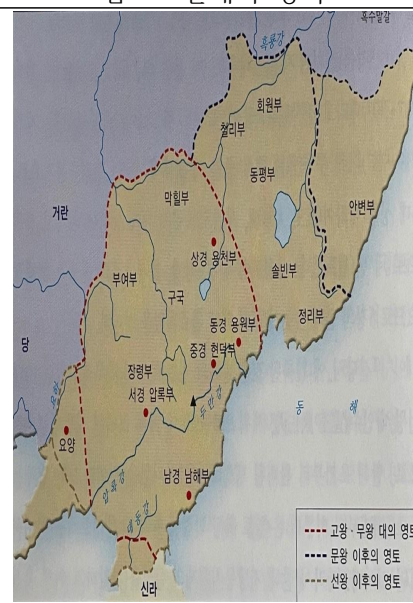 흑수말갈
흑룡강
회원부
철리부
동평부
안변부
막힐부
거란
상경 용천부
솔빈부
부여부
구국
정리부
동경 용원부
당
중경 현덕부
장령부
서경 압록부
두만강
동 해
요하
요양
압록강
남경 남해부
대동강
신라
고왕·무왕 대의 영토
문왕 이후의 영토
선왕 이후의 영토